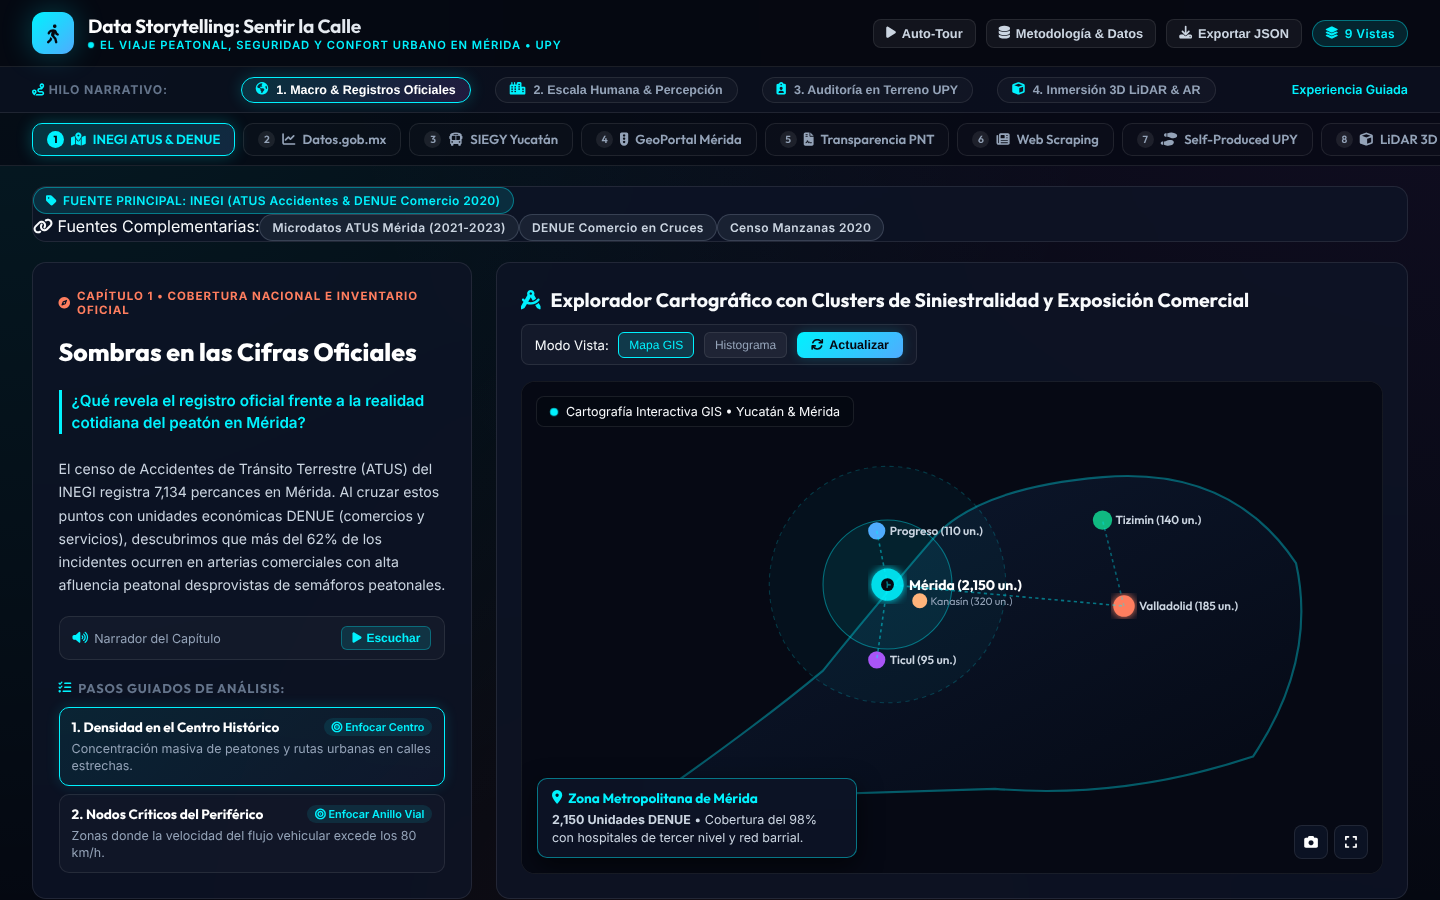 Data Storytelling: Sentir la Calle
EL VIAJE PEATONAL, SEGURIDAD Y CONFORT URBANO EN MÉRIDA • UPY
Auto-Tour
Metodología & Datos
Exportar JSON
9 Vistas
HILO NARRATIVO:
1. Macro & Registros Oficiales
2. Escala Humana & Percepción
3. Auditoría en Terreno UPY
4. Inmersión 3D LiDAR & AR
Experiencia Guiada
1 INEGI ATUS & DENUE
2 Datos.gob.mx
3 SIEGY Yucatán
4 GeoPortal Mérida
5 Transparencia PNT
6 Web Scraping
7 Self-Produced UPY
8 LiDAR 3D
FUENTE PRINCIPAL: INEGI (ATUS Accidentes & DENUE Comercio 2020)
Fuentes Complementarias:
Microdatos ATUS Mérida (2021-2023)
DENUE Comercio en Cruces
Censo Manzanas 2020
CAPÍTULO 1 • COBERTURA NACIONAL E INVENTARIO
OFICIAL
Sombras en las Cifras Oficiales
¿Qué revela el registro oficial frente a la realidad
cotidiana del peatón en Mérida?
El censo de Accidentes de Tránsito Terrestre (ATUS) del
INEGI registra 7,134 percances en Mérida. Al cruzar estos
puntos con unidades económicas DENUE (comercios y
servicios), descubrimos que más del 62% de los
incidentes ocurren en arterias comerciales con alta
afluencia peatonal desprovistas de semáforos peatonales.
Narrador del Capítulo
Escuchar
PASOS GUIADOS DE ANÁLISIS:
1. Densidad en el Centro Histórico
Enfocar Centro
Concentración masiva de peatones y rutas urbanas en calles
estrechas.
2. Nodos Críticos del Periférico
Enfocar Anillo Vial
Zonas donde la velocidad del flujo vehicular excede los 80
km/h.
Explorador Cartográfico con Clusters de Siniestralidad y Exposición Comercial
Modo Vista:
Mapa GIS
Histograma
Actualizar
Cartografía Interactiva GIS • Yucatán & Mérida
Progreso (110 un.)
Tizimín (140 un.)
Mérida (2,150 un.)
Kanasín (320 un.)
Valladolid (185 un.)
Ticul (95 un.)
Zona Metropolitana de Mérida
2,150 Unidades DENUE • Cobertura del 98%
con hospitales de tercer nivel y red barrial.